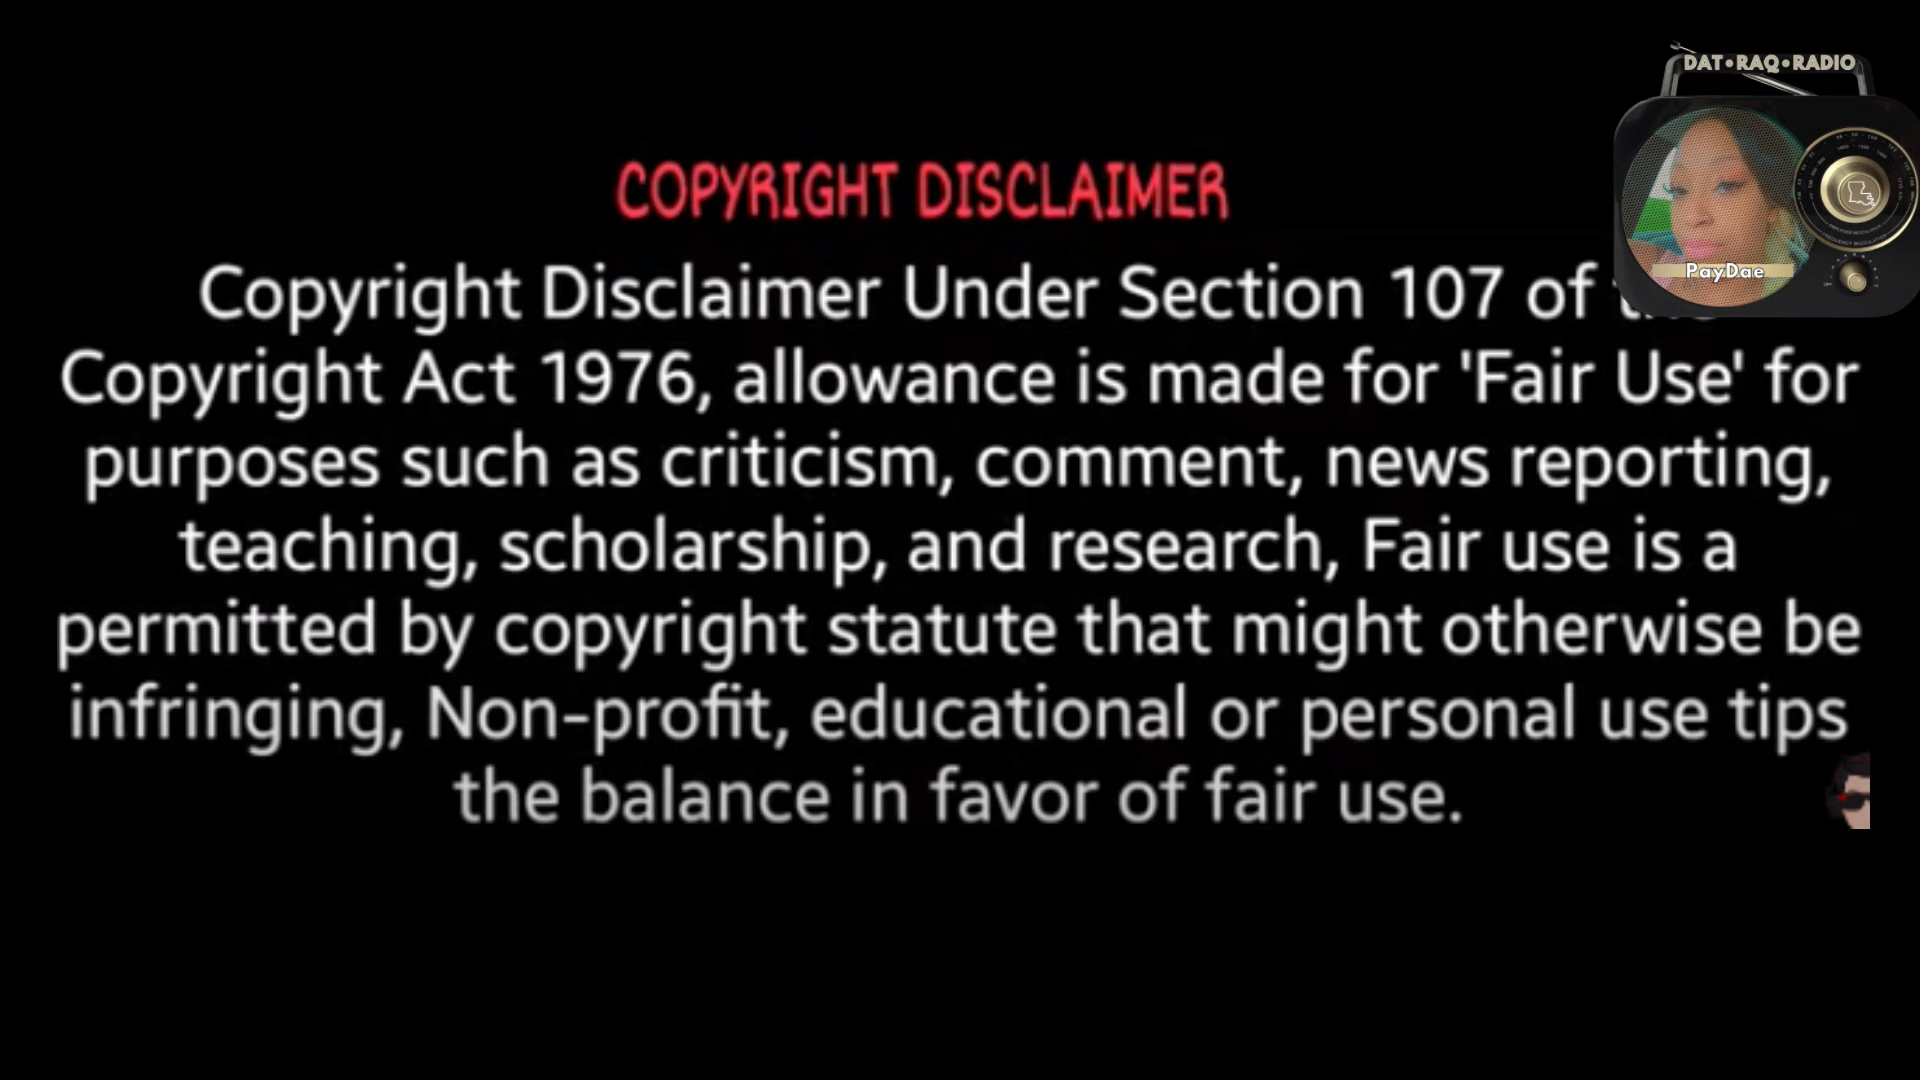 DAT•RAQ•RADIO
PayDae
COPYRIGHT DISCLAIMER
Copyright Disclaimer Under Section 107 of
Copyright Act 1976, allowance is made for 'Fair Use' for
purposes such as criticism, comment, news reporting,
teaching, scholarship, and research, Fair use is a
permitted by copyright statute that might otherwise be
infringing, Non-profit, educational or personal use tips
the balance in favor of fair use.